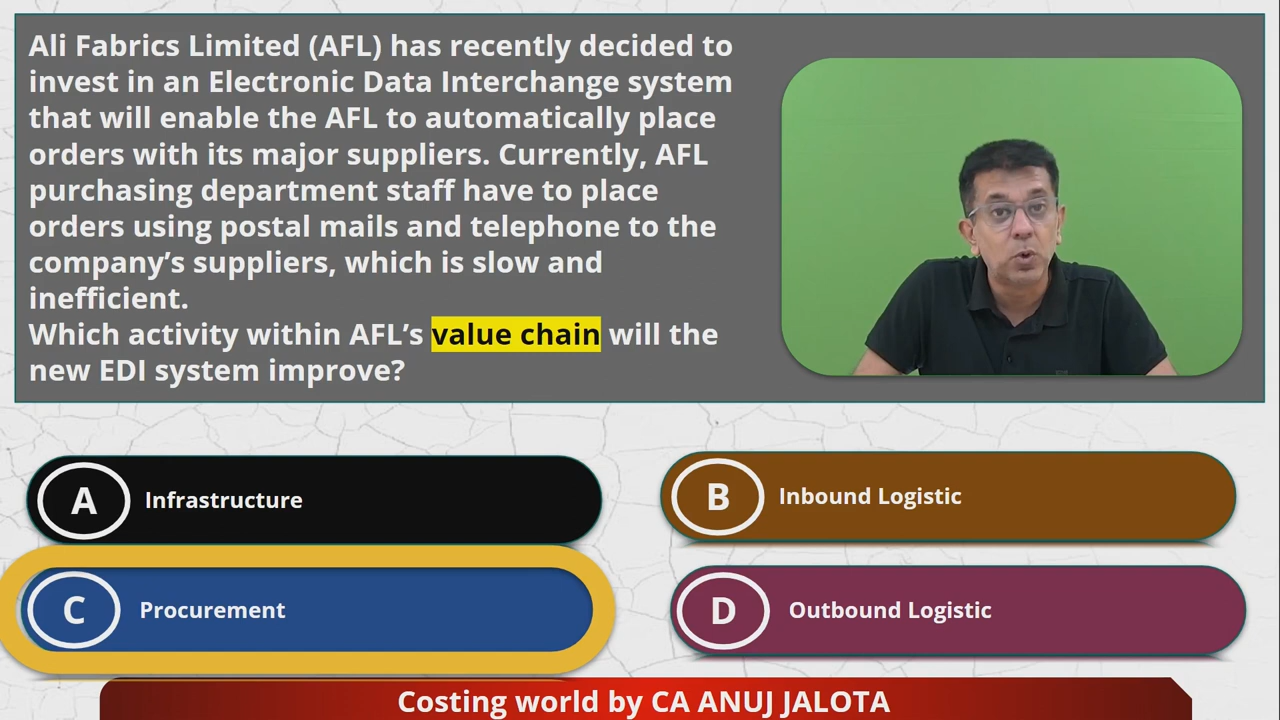 Ali Fabrics Limited (AFL) has recently decided to
invest in an Electronic Data Interchange system
that will enable the AFL to automatically place
orders with its major suppliers. Currently, AFL
purchasing department staff have to place
orders using postal mails and telephone to the
company’s suppliers, which is slow and
inefficient.
Which activity within AFL’s value chain will the
new EDI system improve?
A Infrastructure
B Inbound Logistic
C Procurement
D Outbound Logistic
Costing world by CA ANUJ JALOTA